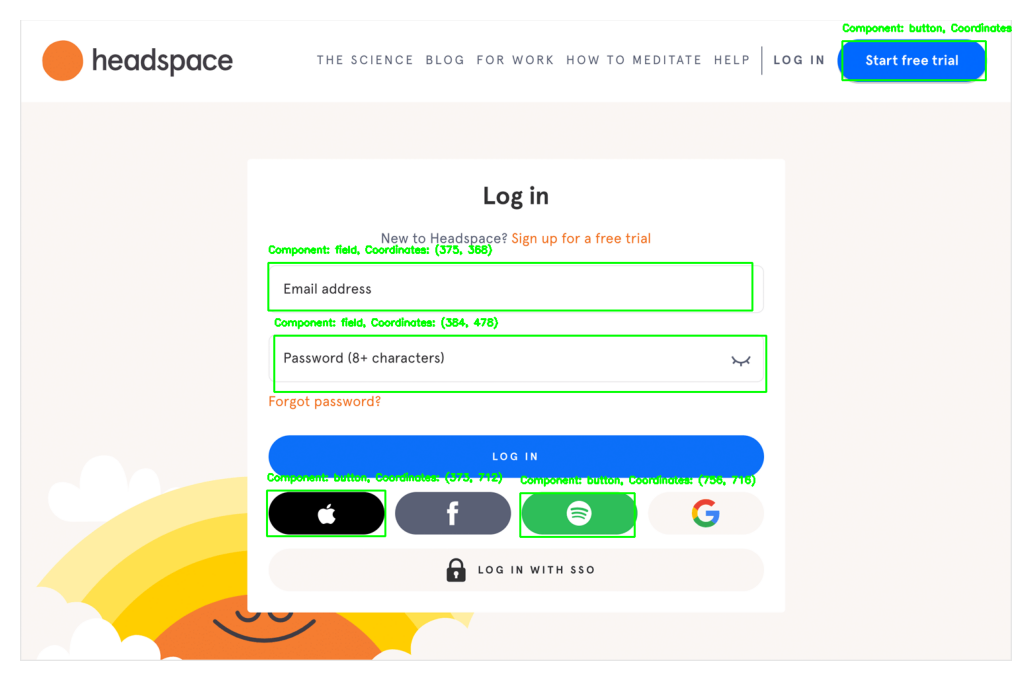 Component: button, Coordinates
headspace
THE SCIENCE BLOG FOR WORK HOW TO MEDITATE HELP LOG IN Start free trial
Log in
New to Headspace? Sign up for a free trial
Component: field, Coordinates: (375, 368)
Email address
Component: field, Coordinates: (384, 478)
Password (8+ characters)
Forgot password?
LOG IN
Component: button, Coordinates: (373, 712) Component: button, Coordinates: (756, 716)
f
LOG IN WITH SSO